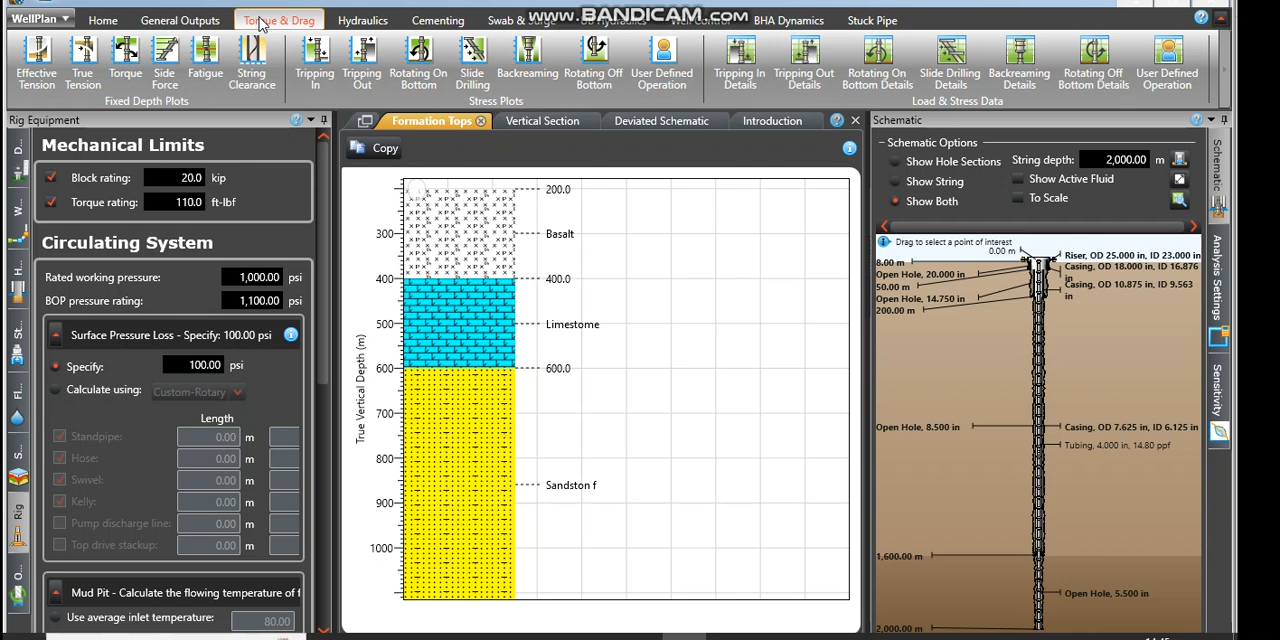 WellPlan
Home
General Outputs
Torque & Drag
Hydraulics
Cementing
Swab & Surge
www.BANDICAM.com
BHA Dynamics
Stuck Pipe
Effective Tension
True Tension
Torque
Side Force
Fatigue
String Clearance
Tripping In
Tripping Out
Rotating On Bottom
Slide Drilling
Backreaming
Rotating Off Bottom
User Defined Operation
Tripping In Details
Tripping Out Details
Rotating On Bottom Details
Slide Drilling Details
Backreaming Details
Rotating Off Bottom Details
User Defined Operation
Fixed Depth Plots
Stress Plots
Load & Stress Data
Rig Equipment
Mechanical Limits
Block rating: 20.0 kip
Torque rating: 110.0 ft-lbf
Circulating System
Rated working pressure: 1,000.00 psi
BOP pressure rating: 1,100.00 psi
Surface Pressure Loss - Specify: 100.00 psi
Specify: 100.00 psi
Calculate using: Custom-Rotary
Length
Standpipe: 0.00 m
Hose: 0.00 m
Swivel: 0.00 m
Kelly: 0.00 m
Pump discharge line: 0.00 m
Top drive stackup: 0.00 m
Mud Pit - Calculate the flowing temperature of f
Use average inlet temperature: 80.00
D...
W...
H...
St...
Fl...
S...
Rig
O...
Formation Tops
Vertical Section
Deviated Schematic
Introduction
Copy
True Vertical Depth (m)
300
400
500
600
700
800
900
1000
200.0
Basalt
400.0
Limestome
600.0
Sandston f
Schematic
Schematic Options
Show Hole Sections
Show String
Show Both
String depth: 2,000.00 m
Show Active Fluid
To Scale
Drag to select a point of interest
0.00 m
8.00 m
Open Hole, 20.000 in
50.00 m
Open Hole, 14.750 in
200.00 m
Riser, OD 25.000 in, ID 23.000 in
Casing, OD 18.000 in, ID 16.876 in
Casing, OD 10.875 in, ID 9.563 in
Open Hole, 8.500 in
Casing, OD 7.625 in, ID 6.125 in
Tubing, 4.000 in, 14.80 ppf
1,600.00 m
Open Hole, 5.500 in
2,000.00 m
Schematic
Analysis Settings
Sensitivity